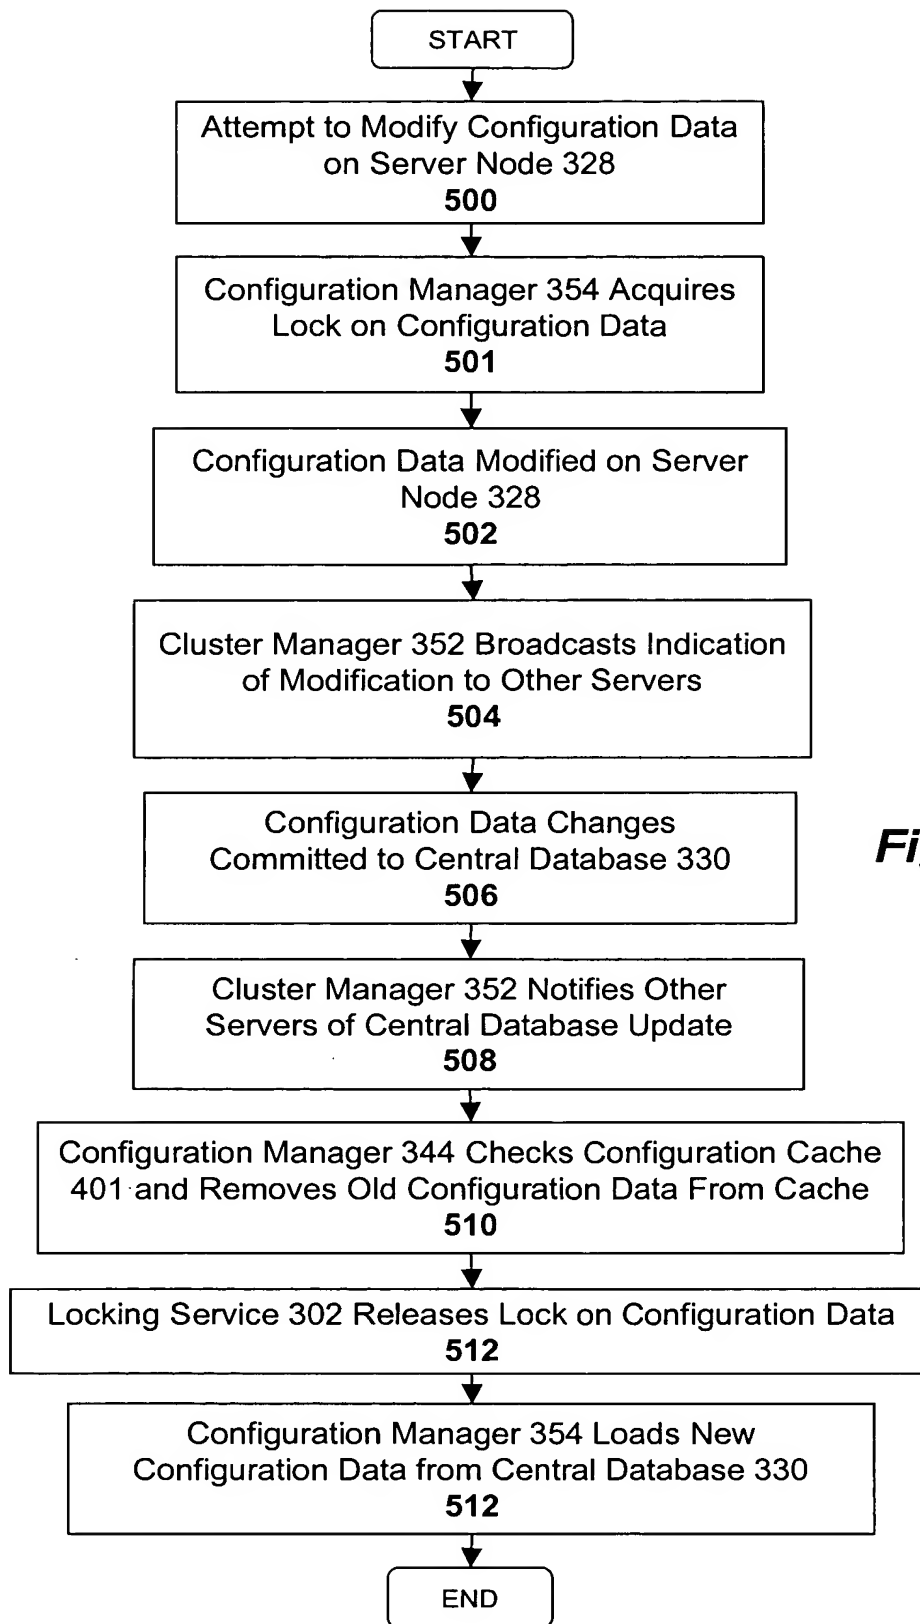 START
Attempt to Modify Configuration Data
on Server Node 328
500
Configuration Manager 354 Acquires
Lock on Configuration Data
501
Configuration Data Modified on Server
Node 328
502
Cluster Manager 352 Broadcasts Indication
of Modification to Other Servers
504
Configuration Data Changes
Committed to Central Database 330
506
Cluster Manager 352 Notifies Other
Servers of Central Database Update
508
Configuration Manager 344 Checks Configuration Cache
401 and Removes Old Configuration Data From Cache
510
Locking Service 302 Releases Lock on Configuration Data
512
Configuration Manager 354 Loads New
Configuration Data from Central Database 330
512
END